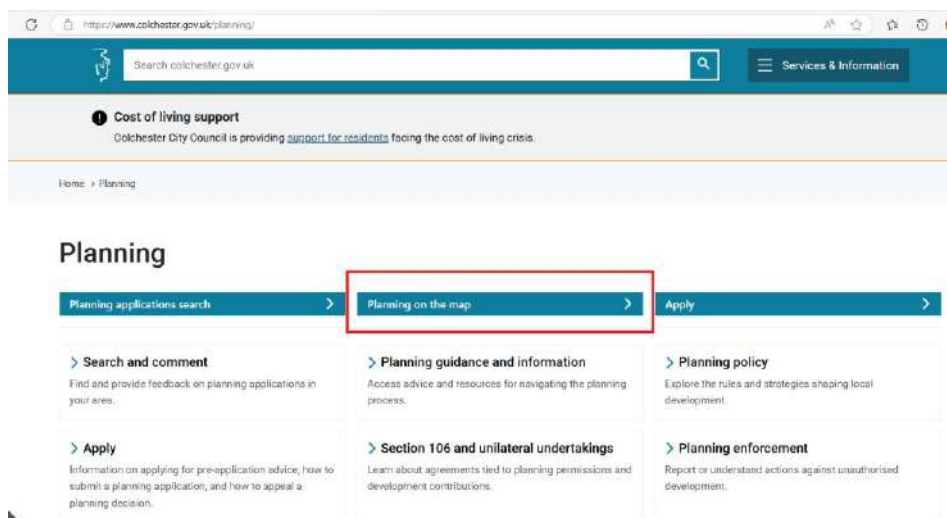 https://www.colchester.gov.uk/planning/
Search colchester.gov.uk
Services & Information
Cost of living support
Colchester City Council is providing support for residents facing the cost of living crisis.
Home > Planning
Planning
Planning applications search
Planning on the map
Apply
Search and comment
Find and provide feedback on planning applications in
your area.
Planning guidance and information
Access advice and resources for navigating the planning
process.
Planning policy
Explore the rules and strategies shaping local
development.
Apply
Information on applying for pre-application advice, how to
submit a planning application, and how to appeal a
planning decision.
Section 106 and unilateral undertakings
Learn about agreements tied to planning permissions and
development contributions.
Planning enforcement
Report or understand actions against unauthorised
development.